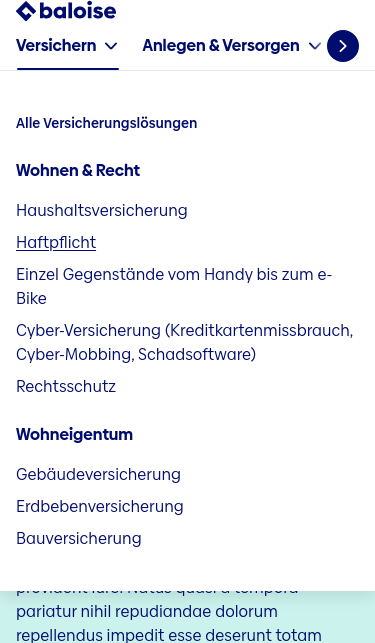 baloise
Versichern
Anlegen & Versorgen
Alle Versicherungslösungen
Wohnen & Recht
Haushaltsversicherung
Haftpflicht
Einzel Gegenstände vom Handy bis zum e-
Bike
Cyber-Versicherung (Kreditkartenmissbrauch,
Cyber-Mobbing, Schadsoftware)
Rechtsschutz
Wohneigentum
Gebäudeversicherung
Erdbebenversicherung
Bauversicherung
pariatur nihil repudiandae dolorum
repellendus impedit esse deserunt totam